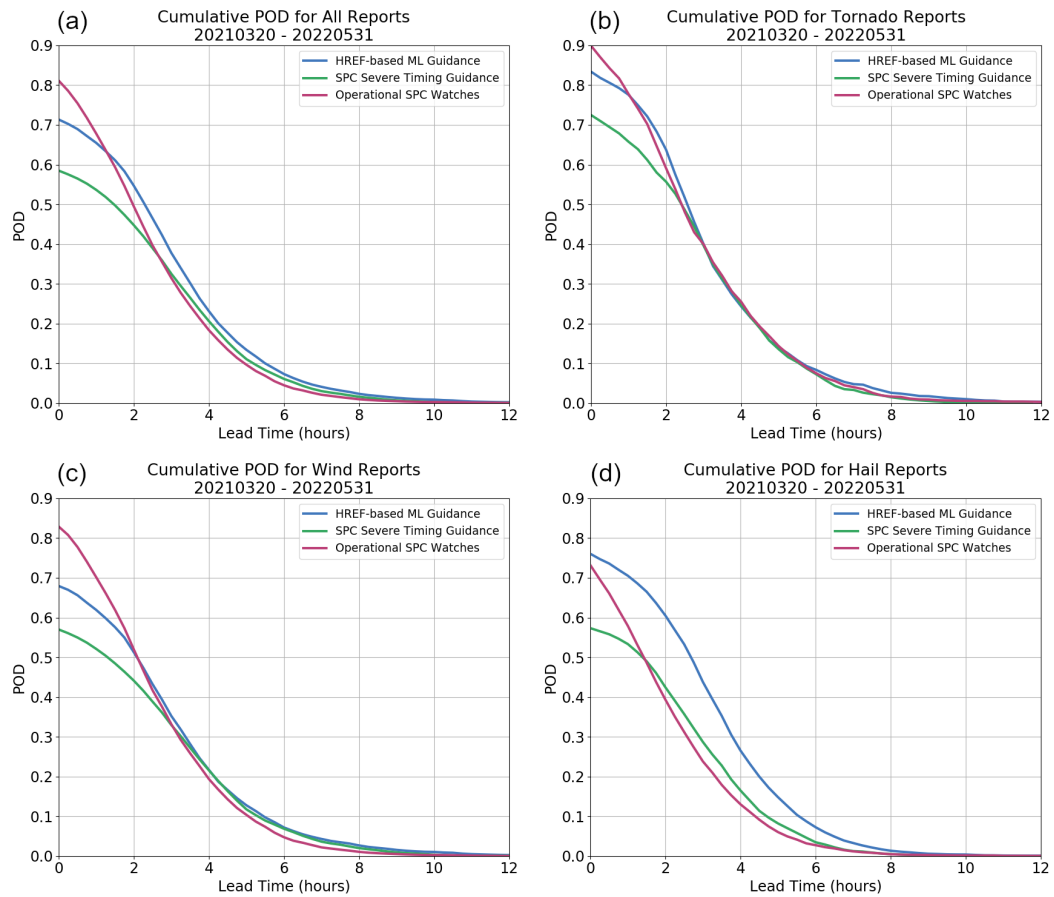 (a)
Cumulative POD for All Reports
20210320 - 20220531
HREF-based ML Guidance
SPC Severe Timing Guidance
Operational SPC Watches
0.9
0.8
0.7
0.6
0.5
0.4
0.3
0.2
0.1
0.0
POD
0 2 4 6 8 10 12
Lead Time (hours)
(b)
Cumulative POD for Tornado Reports
20210320 - 20220531
HREF-based ML Guidance
SPC Severe Timing Guidance
Operational SPC Watches
0.9
0.8
0.7
0.6
0.5
0.4
0.3
0.2
0.1
0.0
POD
0 2 4 6 8 10 12
Lead Time (hours)
(c)
Cumulative POD for Wind Reports
20210320 - 20220531
HREF-based ML Guidance
SPC Severe Timing Guidance
Operational SPC Watches
0.9
0.8
0.7
0.6
0.5
0.4
0.3
0.2
0.1
0.0
POD
0 2 4 6 8 10 12
Lead Time (hours)
(d)
Cumulative POD for Hail Reports
20210320 - 20220531
HREF-based ML Guidance
SPC Severe Timing Guidance
Operational SPC Watches
0.9
0.8
0.7
0.6
0.5
0.4
0.3
0.2
0.1
0.0
POD
0 2 4 6 8 10 12
Lead Time (hours)